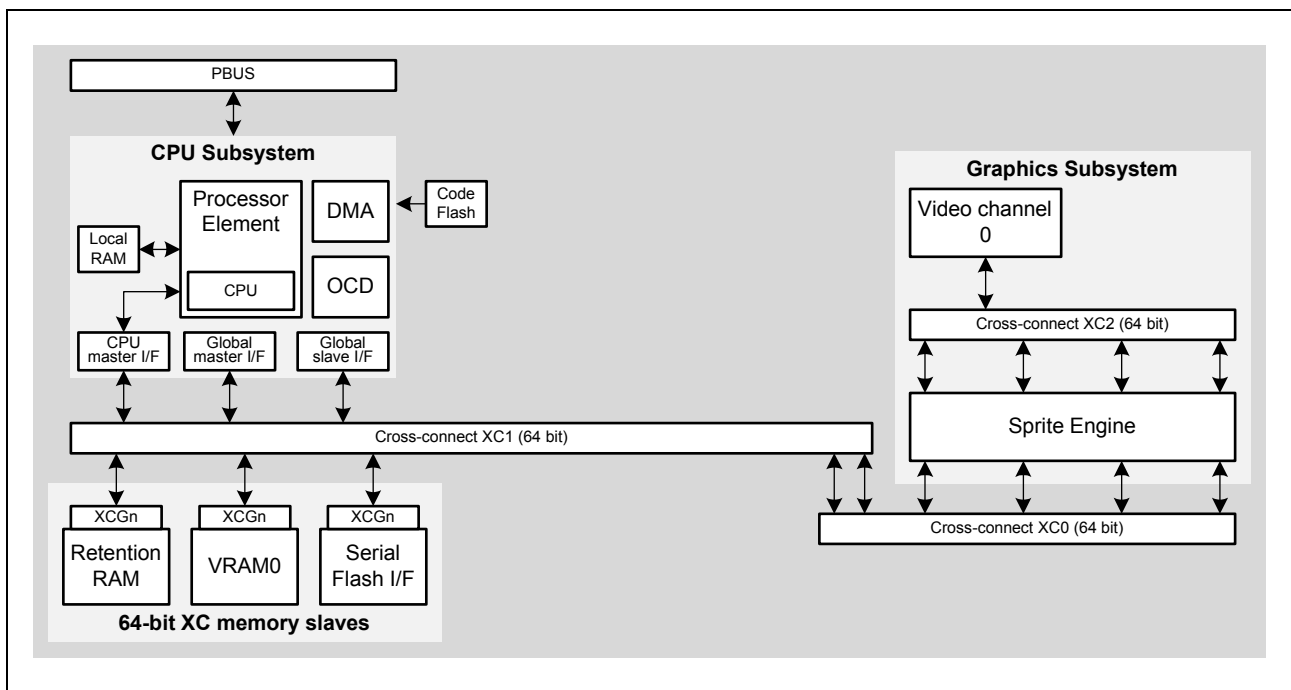 PBUS
CPU Subsystem
Processor
Element
DMA
Code
Flash
Local
RAM
CPU
OCD
CPU
master I/F
Global
master I/F
Global
slave I/F
Cross-connect XC1 (64 bit)
XCGn
XCGn
XCGn
Retention
RAM
VRAM0
Serial
Flash I/F
64-bit XC memory slaves
Graphics Subsystem
Video channel
0
Cross-connect XC2 (64 bit)
Sprite Engine
Cross-connect XC0 (64 bit)